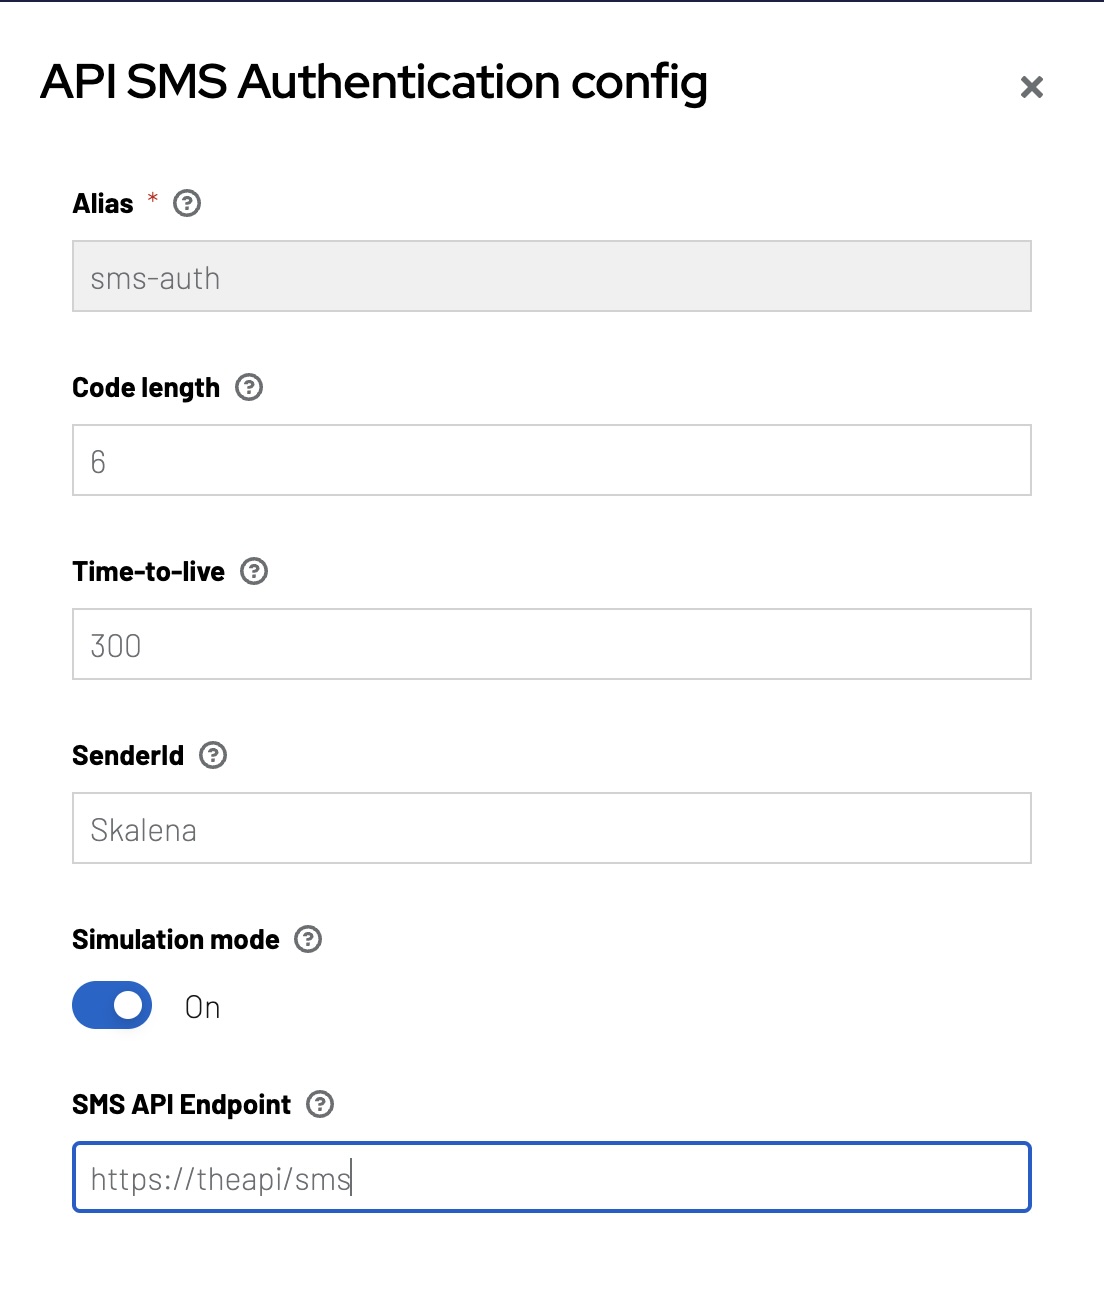 API SMS Authentication config
Alias *
sms-auth
Code length
6
Time-to-live
300
SenderId
Skalena
Simulation mode
On
SMS API Endpoint
https://theapi/sms